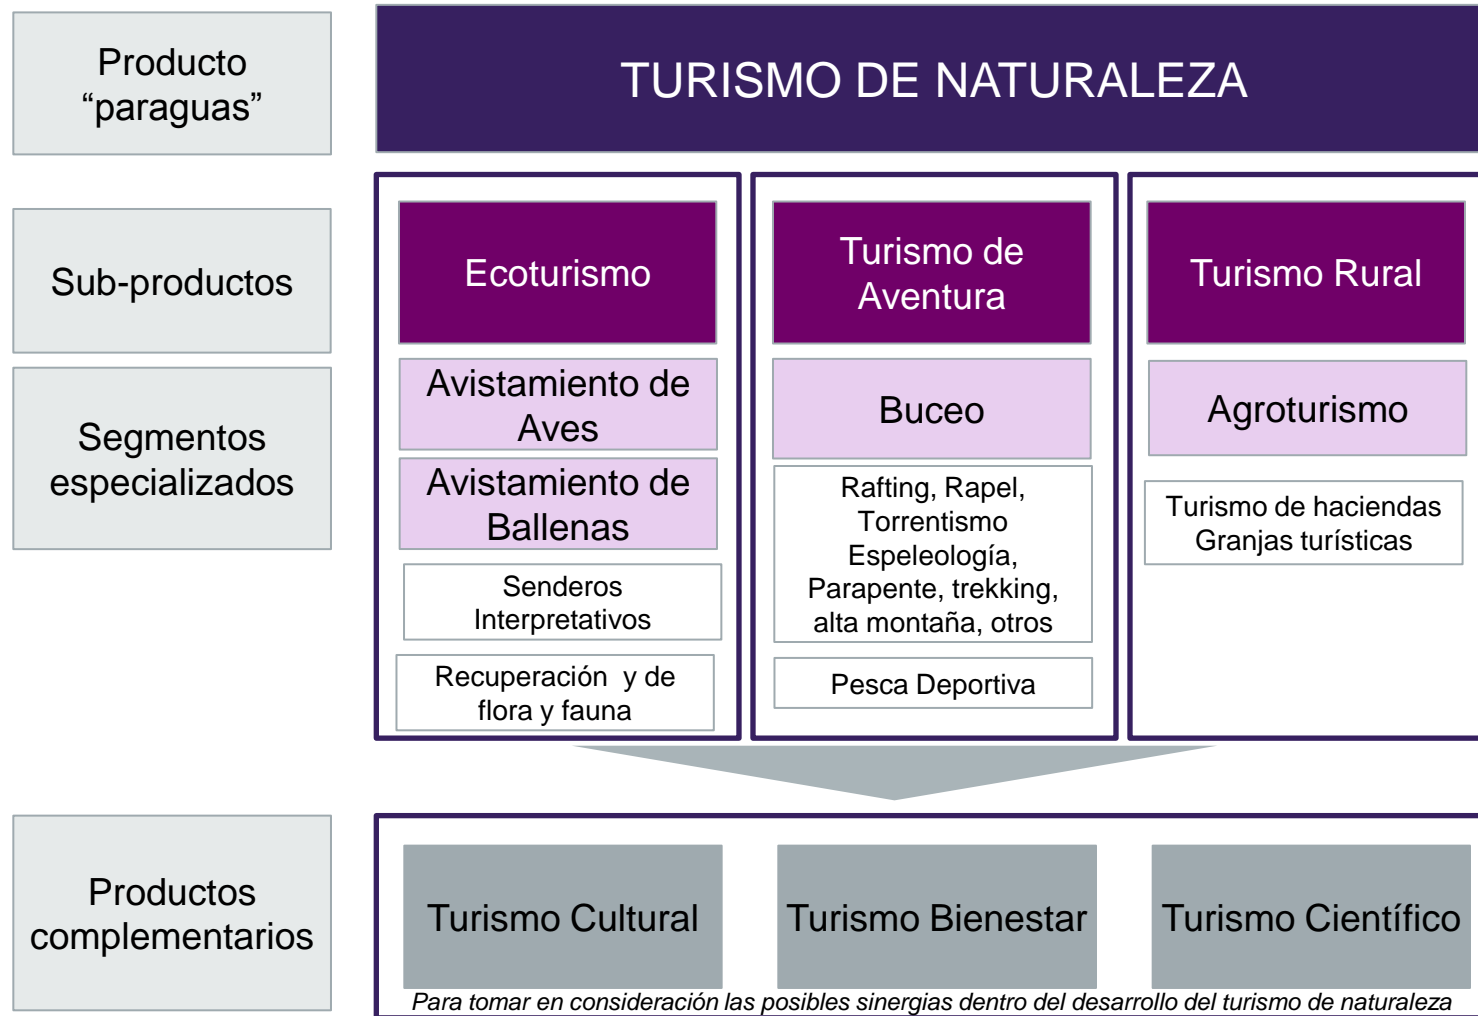 Producto
“paraguas”
TURISMO DE NATURALEZA
Sub-productos
Ecoturismo
Turismo de
Aventura
Turismo Rural
Segmentos
especializados
Avistamiento de
Aves
Avistamiento de
Ballenas
Senderos
Interpretativos
Recuperación y de
flora y fauna
Buceo
Rafting, Rapel,
Torrentismo
Espeleología,
Parapente, trekking,
alta montaña, otros
Pesca Deportiva
Agroturismo
Turismo de haciendas
Granjas turísticas
Productos
complementarios
Turismo Cultural
Turismo Bienestar
Turismo Científico
Para tomar en consideración las posibles sinergias dentro del desarrollo del turismo de naturaleza